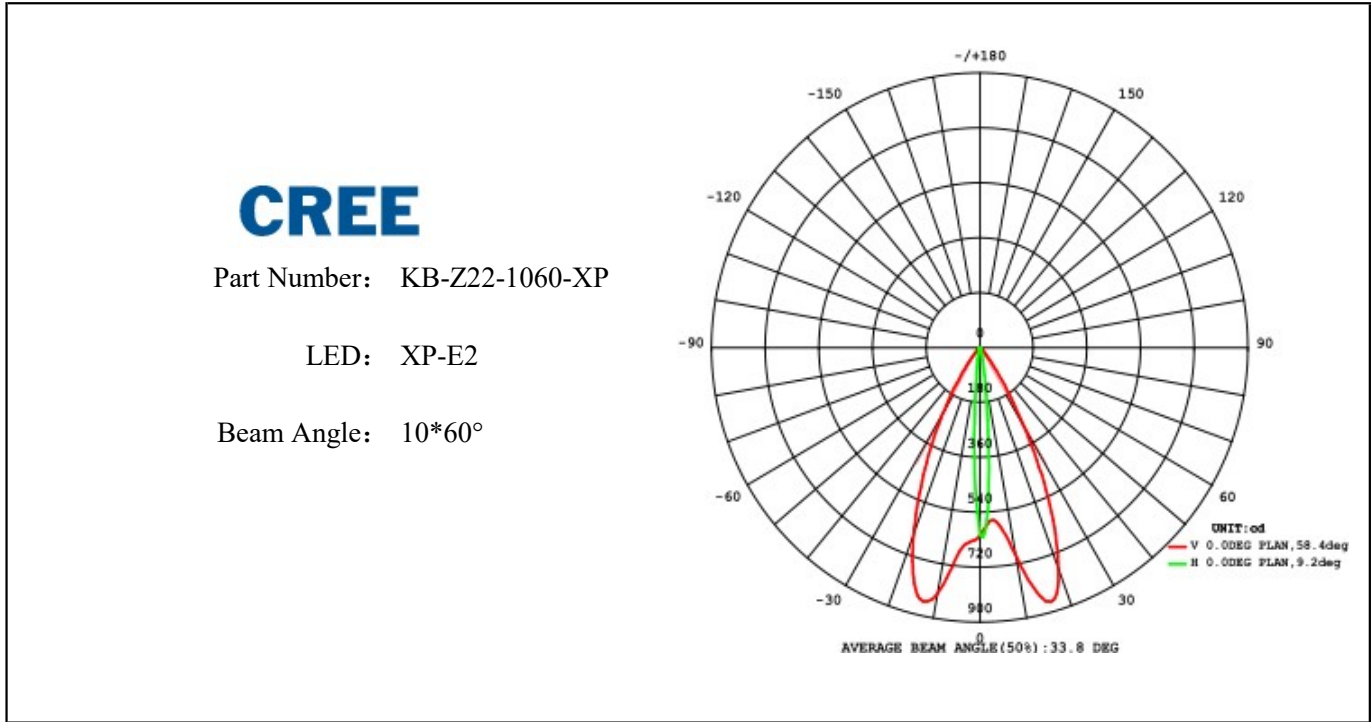 CREE
Part Number： KB-Z22-1060-XP
LED： XP-E2
Beam Angle： 10*60°
-/+180
-150
150
-120
120
-90
90
-60
60
-30
30
0
180
360
540
720
900
0
UNIT:cd
V 0.0DEG PLAN,58.4deg
H 0.0DEG PLAN,9.2deg
AVERAGE BEAM ANGLE(50%):33.8 DEG